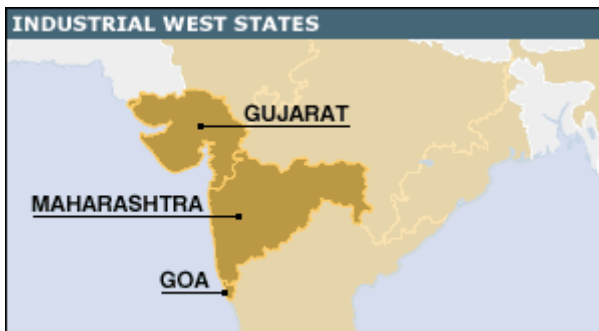 INDUSTRIAL WEST STATES
GUJARAT
MAHARASHTRA
GOA